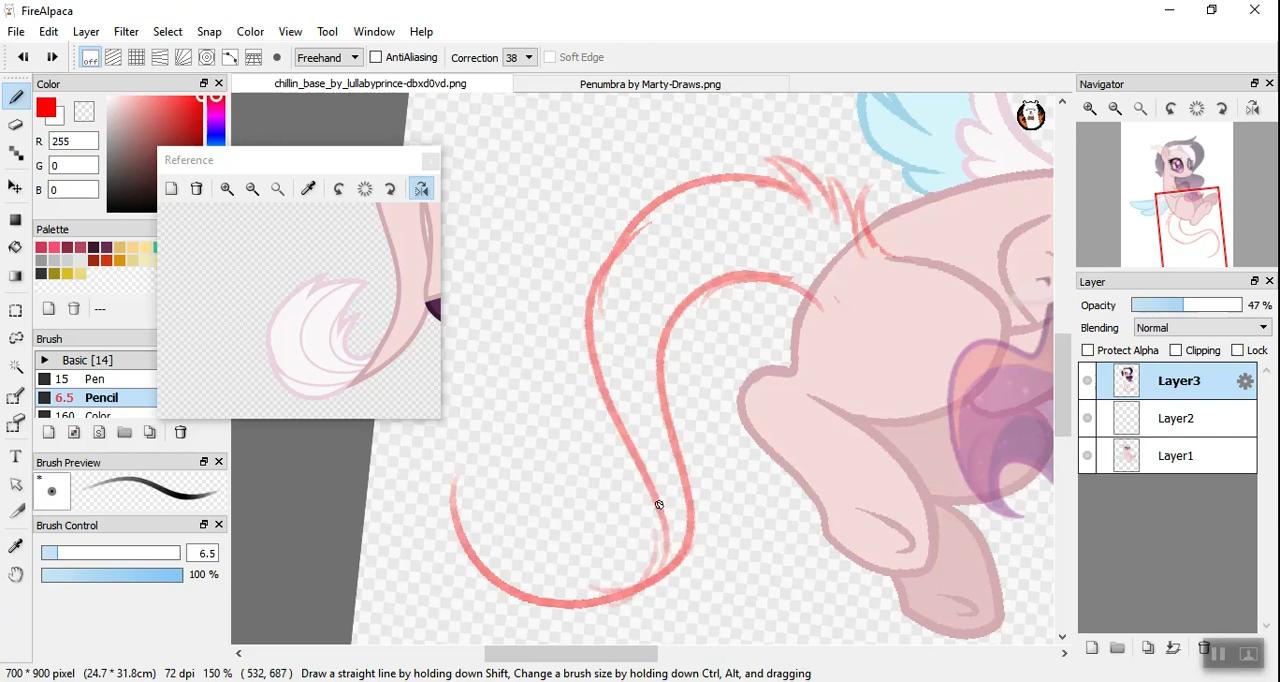 FireAlpaca
File Edit Layer Filter Select Snap Color View Tool Window Help
off Freehand AntiAliasing Correction 38 Soft Edge
Color
chillin_base_by_lullabyprince-dbxd0vd.png Penumbra by Marty-Draws.png
Navigator
R 255
G 0
B 0
Reference
Palette
---
Brush
Basic [14]
15 Pen
6.5 Pencil
160 Color
Brush Preview
*
Brush Control
6.5
100 %
Layer
Opacity 47 %
Blending Normal
Protect Alpha Clipping Lock
Layer3
Layer2
Layer1
700 * 900 pixel (24.7 * 31.8cm) 72 dpi 150 % ( 532, 687 ) Draw a straight line by holding down Shift, Change a brush size by holding down Ctrl, Alt, and dragging